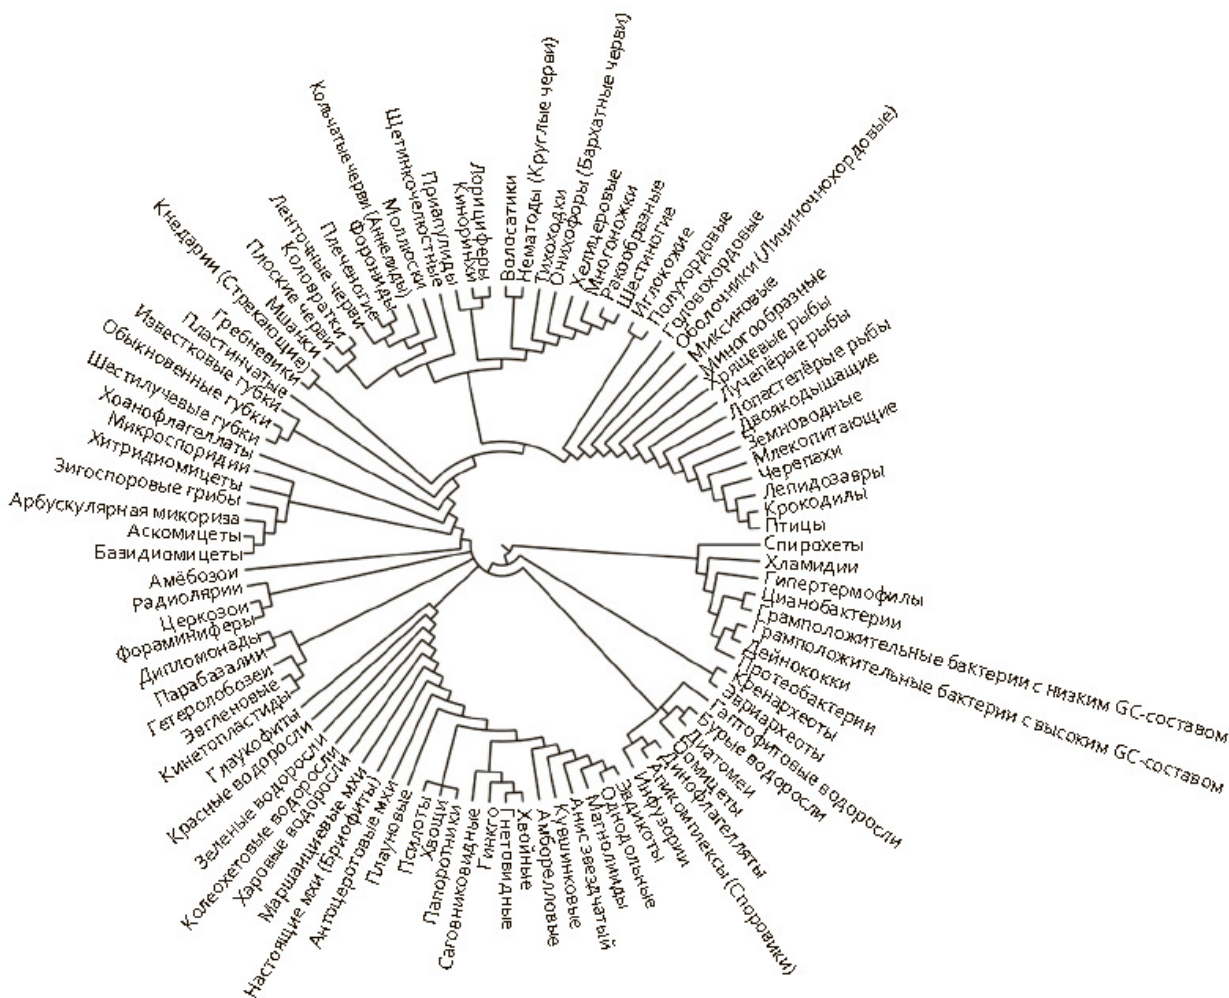 Лорициферы
Волосатики
Нематоды (Круглые черви)
Тихоходки
Онихофоры (Бархатные черви)
Хелицеровые
Многоножки
Ракообразные
Шестиногие
Иглокожие
Полухордовые
Головохордовые
Оболочники (Личиночнохордовые)
Миксиновые
Миногообразные
Хрящевые рыбы
Лучепёрые рыбы
Лопастепёрые рыбы
Двоякодышащие
Земноводные
Млекопитающие
Черепахи
Лепидозавры
Крокодилы
Птицы
Спирохеты
Хламидии
Гипертермофилы
Цианобактерии
Грамположительные бактерии с низким GC-составом
Грамположительные бактерии с высоким GC-составом
Дейнококки
Протеобактерии
Кренархеоты
Эвриархеоты
Гаптофитовые водоросли
Бурые водоросли
Диатомеи
Оомицеты
Динофлагелляты
Апикомплексы (Споровики)
Инфузории
Эвдикоты
Однодольные
Магнолииды
Анис звездчатый
Кувшинковые
Амборелловые
Хвойные
Гнетовидные
Гинкго
Саговниковидные
Папоротники
Хвощи
Псилоты
Плауновые
Антоцеротовые мхи
Настоящие мхи (Бриофиты)
Маршанциевые мхи
Харовые водоросли
Колеохетовые водоросли
Зеленые водоросли
Красные водоросли
Глаукофиты
Кинетопластиды
Эвгленовые
Гетеролобозеи
Парабазалии
Дипломонады
Фораминиферы
Церкозои
Радиолярии
Амёбозои
Базидиомицеты
Аскомицеты
Арбускулярная микориза
Зигоспоровые грибы
Хитридиомицеты
Микроспоридии
Хоанофлагеллаты
Шестилучевые губки
Обыкновенные губки
Известковые губки
Пластинчатые
Гребневики
Кнедарии (Стрекающие)
Мшанки
Плоские черви
Коловратки
Ленточные черви
Плеченогие
Форониды
Кольчатые черви (Аннелиды)
Моллюски
Щетинкочелюстные
Приапулиды
Киноринхи